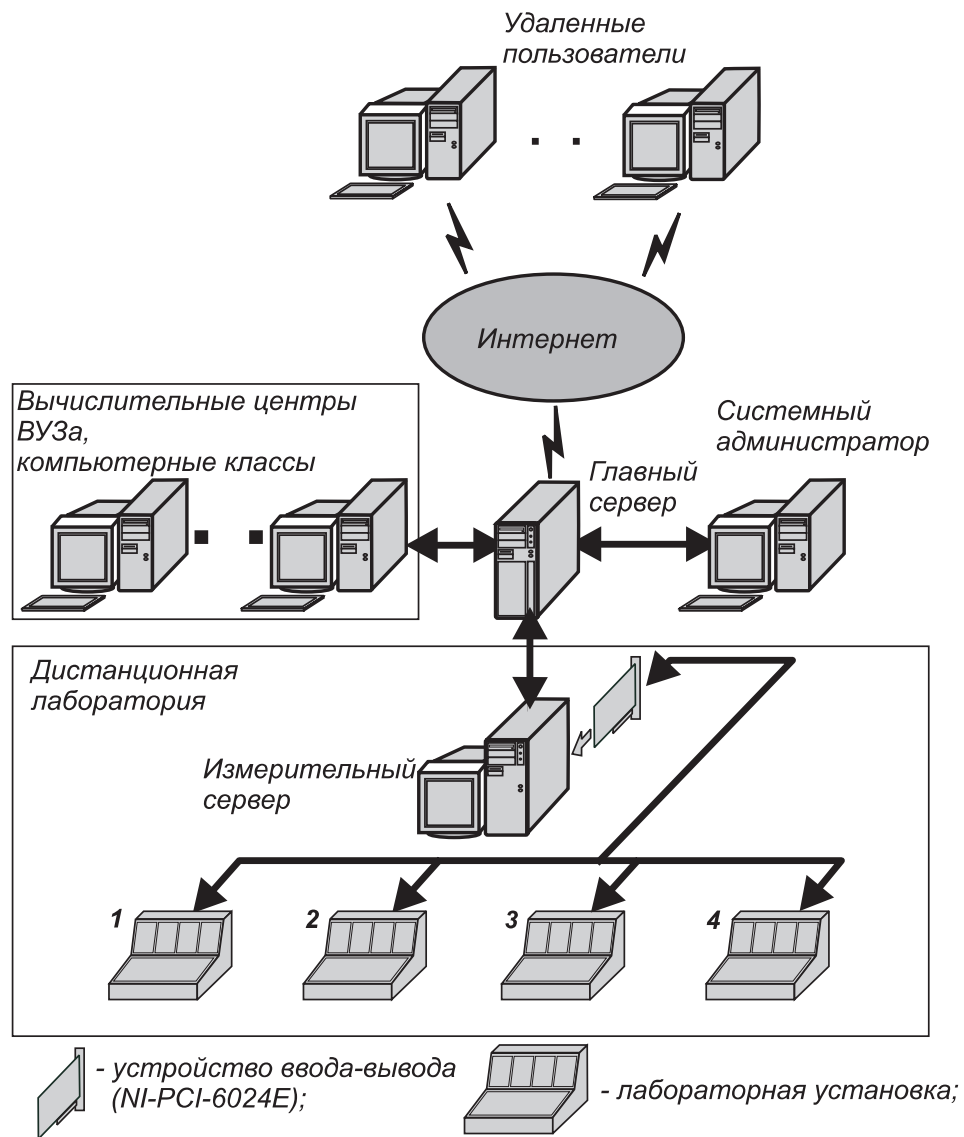 Удаленные
пользователи
Интернет
Вычислительные центры
ВУЗа,
компьютерные классы
Системный
администратор
Главный
сервер
Дистанционная
лаборатория
Измерительный
сервер
1
2
3
4
- устройство ввода-вывода
(NI-PCI-6024E);
- лабораторная установка;